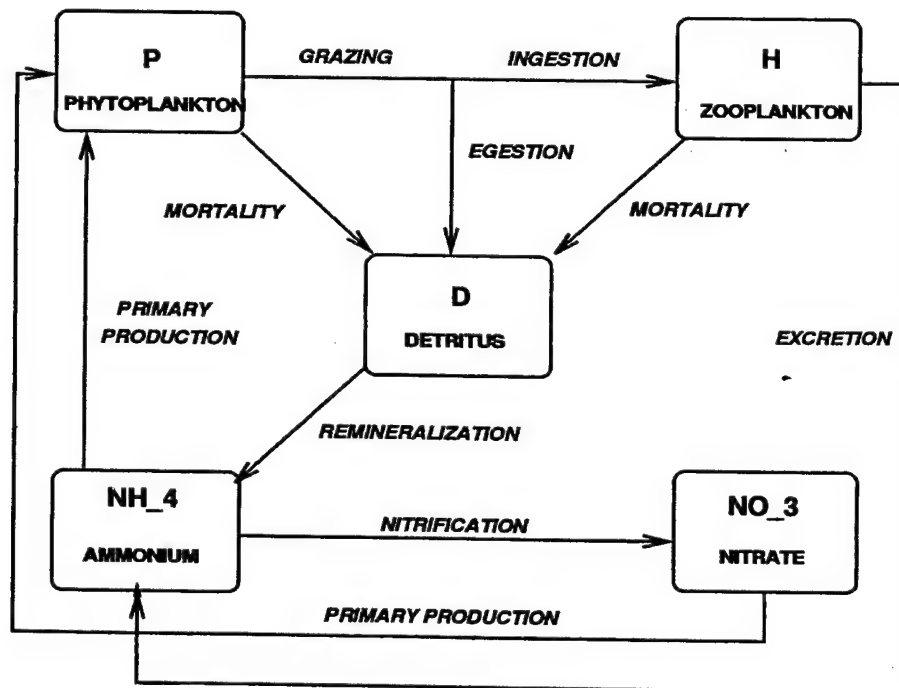 P
PHYTOPLANKTON
GRAZING
INGESTION
H
ZOOPLANKTON
EGESTION
MORTALITY
MORTALITY
D
DETRITUS
PRIMARY
PRODUCTION
EXCRETION
REMINERALIZATION
NH_4
AMMONIUM
NITRIFICATION
NO_3
NITRATE
PRIMARY PRODUCTION